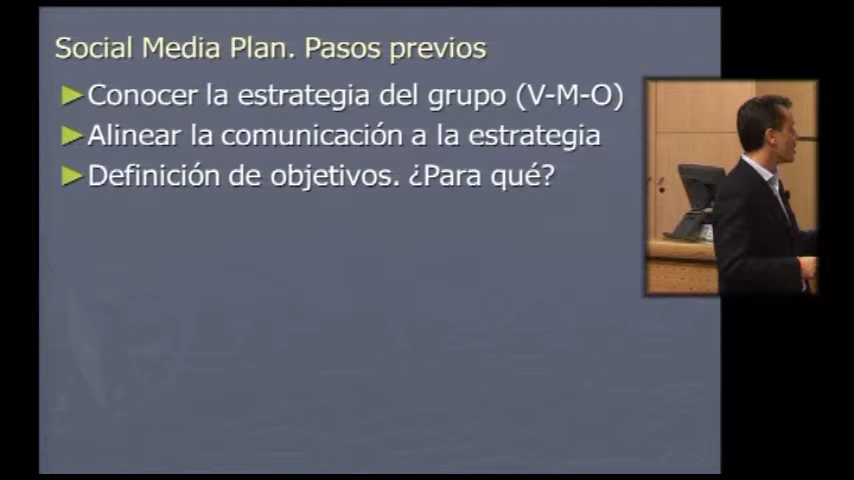 Social Media Plan. Pasos previos
Conocer la estrategia del grupo (V-M-O)
Alinear la comunicación a la estrategia
Definición de objetivos. ¿Para qué?